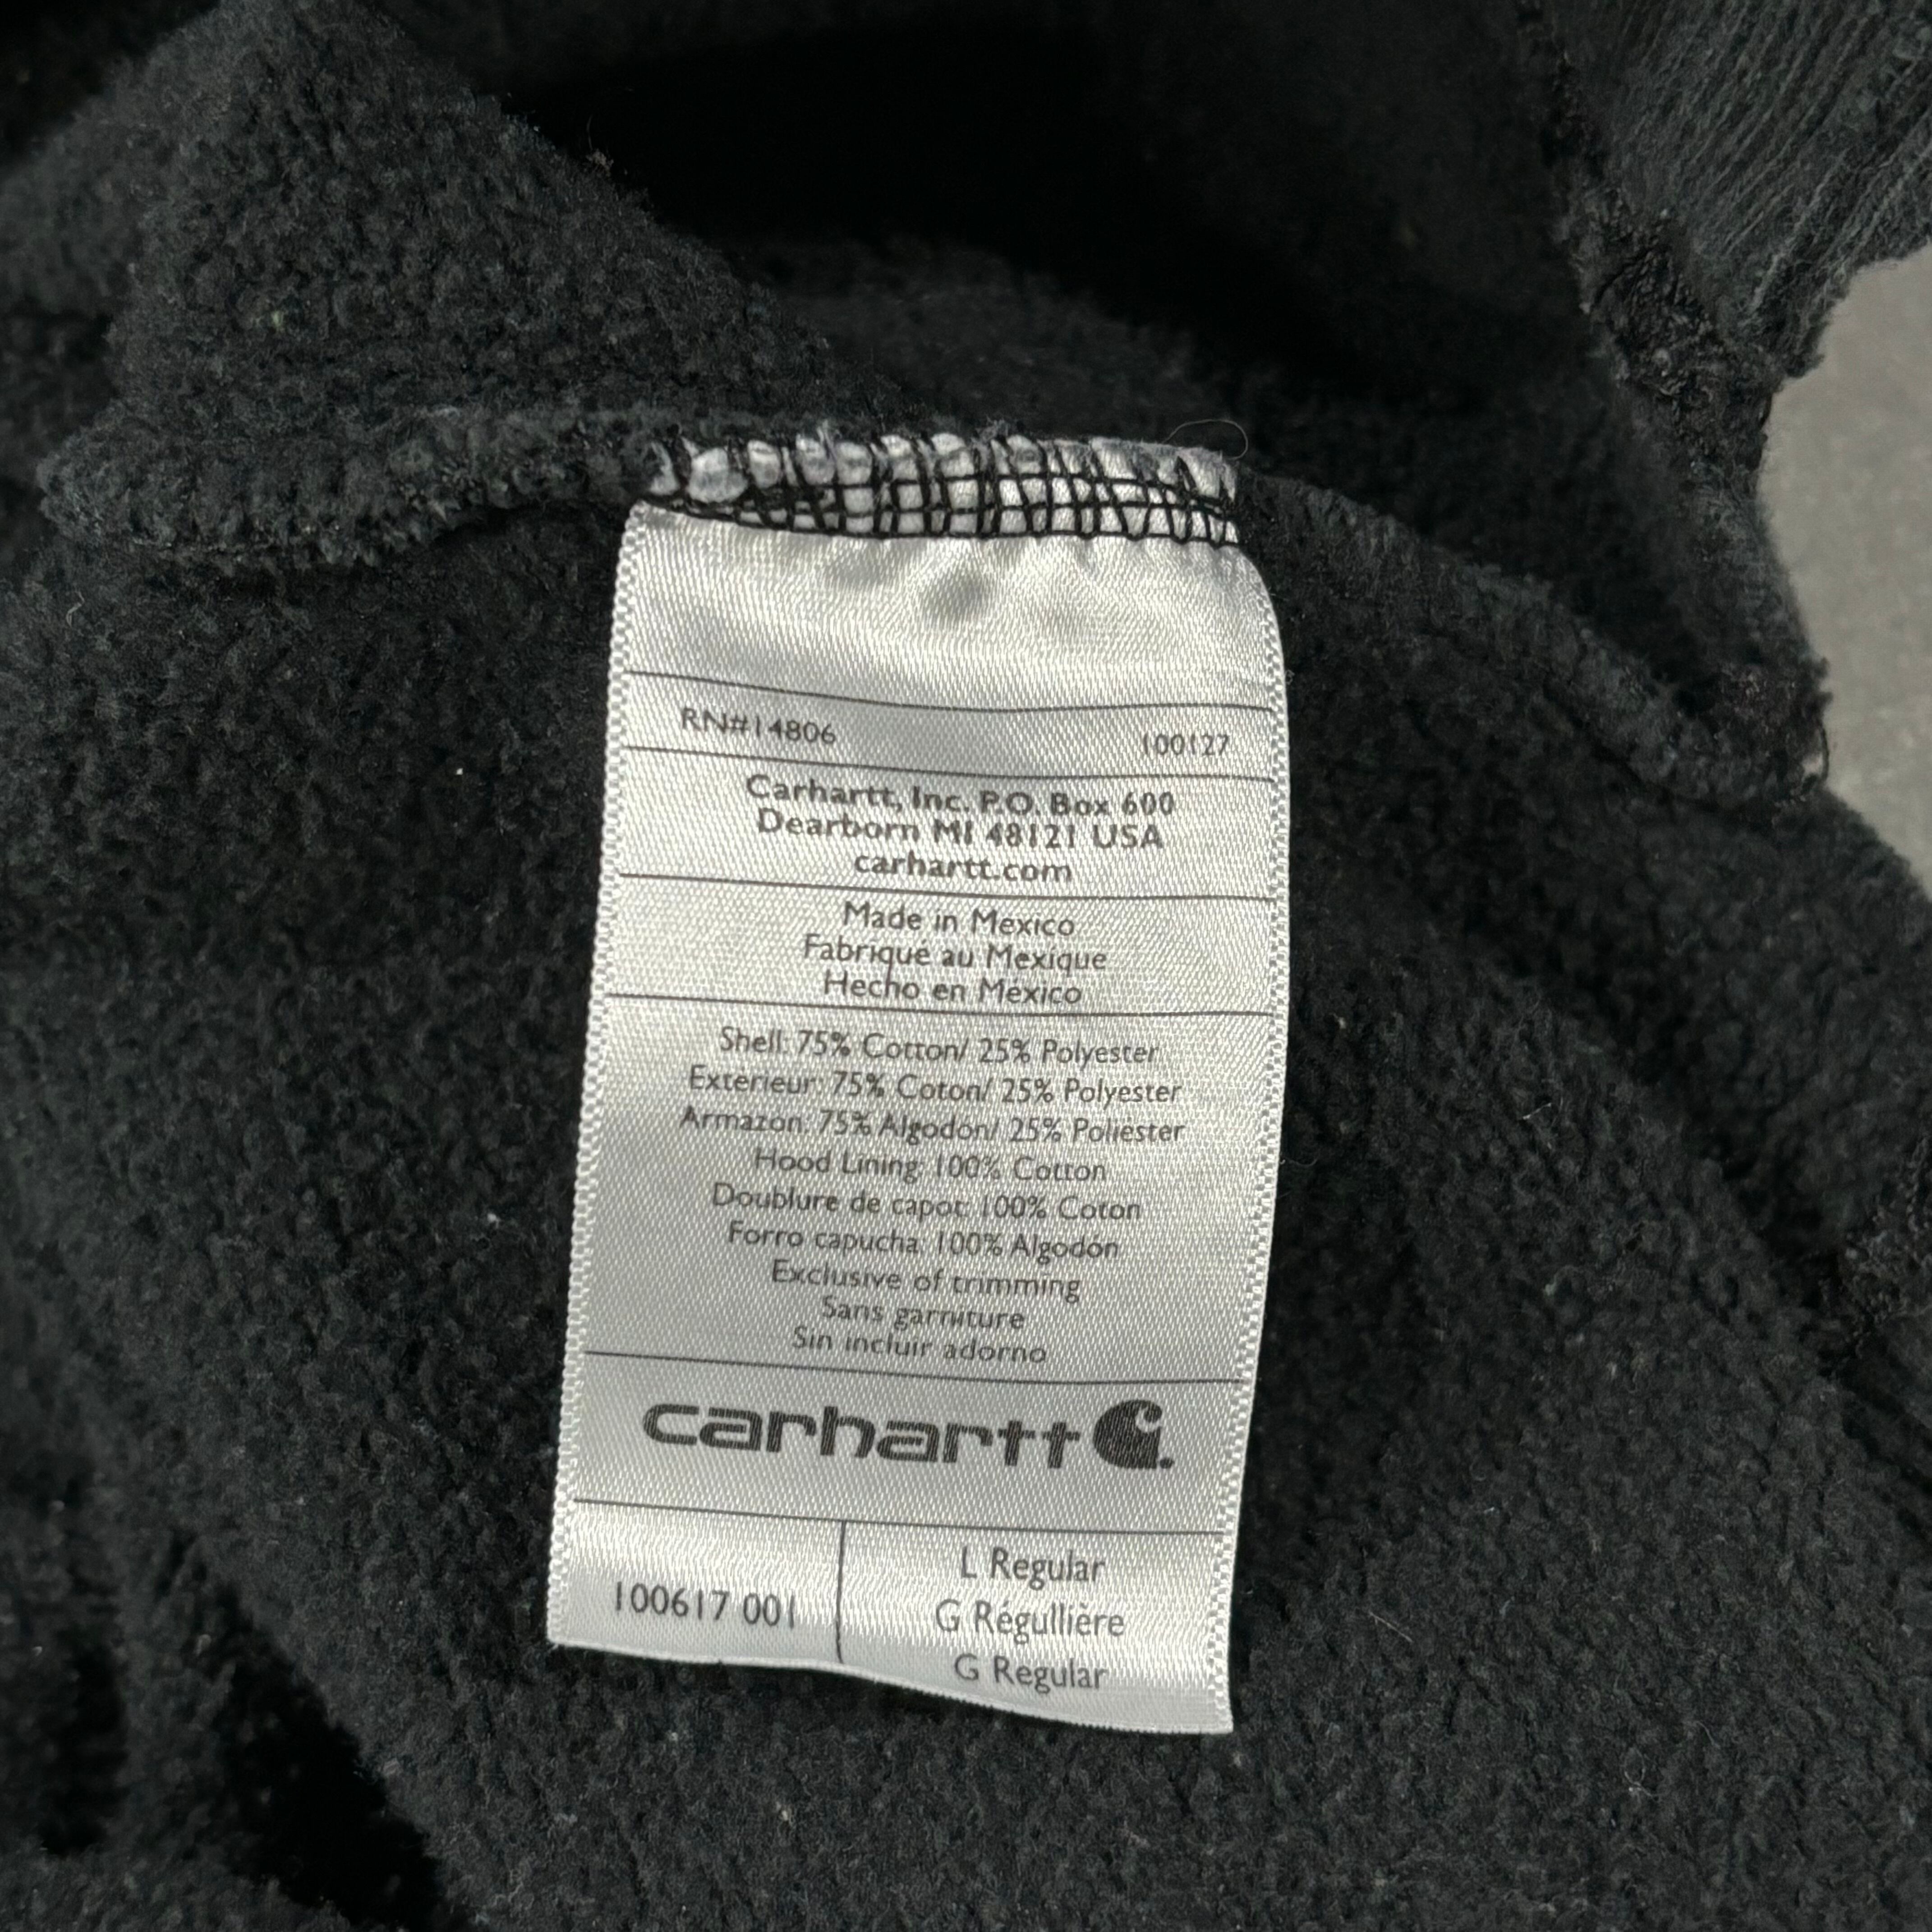 RN#14806 100127
Carhartt, Inc. P.O. Box 600
Dearborn MI 48121 USA
carhartt.com
Made in Mexico
Fabriqué au Mexique
Hecho en México
Shell: 75% Cotton/ 25% Polyester
Exterieur: 75% Coton/ 25% Polyester
Armazon: 75% Algodon/ 25% Poliester
Hood Lining: 100% Cotton
Doublure de capot: 100% Coton
Forro capucha: 100% Algodón
Exclusive of trimming
Sans garniture
Sin incluir adorno
carhartt
100617 001
L Regular
G Régullière
G Regular